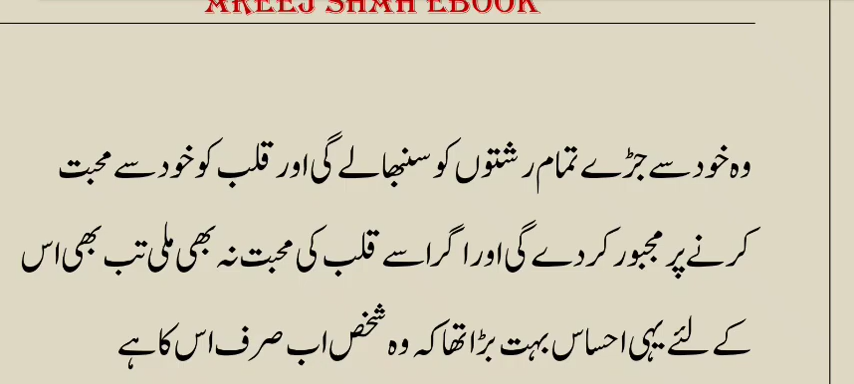 AREEJ SHAH EBOOK
وہ خود سے جڑے تمام رشتوں کو سنبھالے گی اور قلب کو خود سے محبت
کرنے پر مجبور کر دے گی اور اگر اسے قلب کی محبت نہ بھی ملی تب بھی اس
کے لئے یہی احساس بہت بڑا تھا کہ وہ شخص اب صرف اس کا ہے